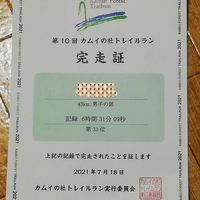 Forest
Trailrun
第10回 カムイの杜トレイルラン
完走証
43km：男子の部
記録 6時間 31分 09秒
第 33 位
上記の記録で完走されたことを証します
2021年 7月 18日
カムイの杜トレイルラン実行委員会